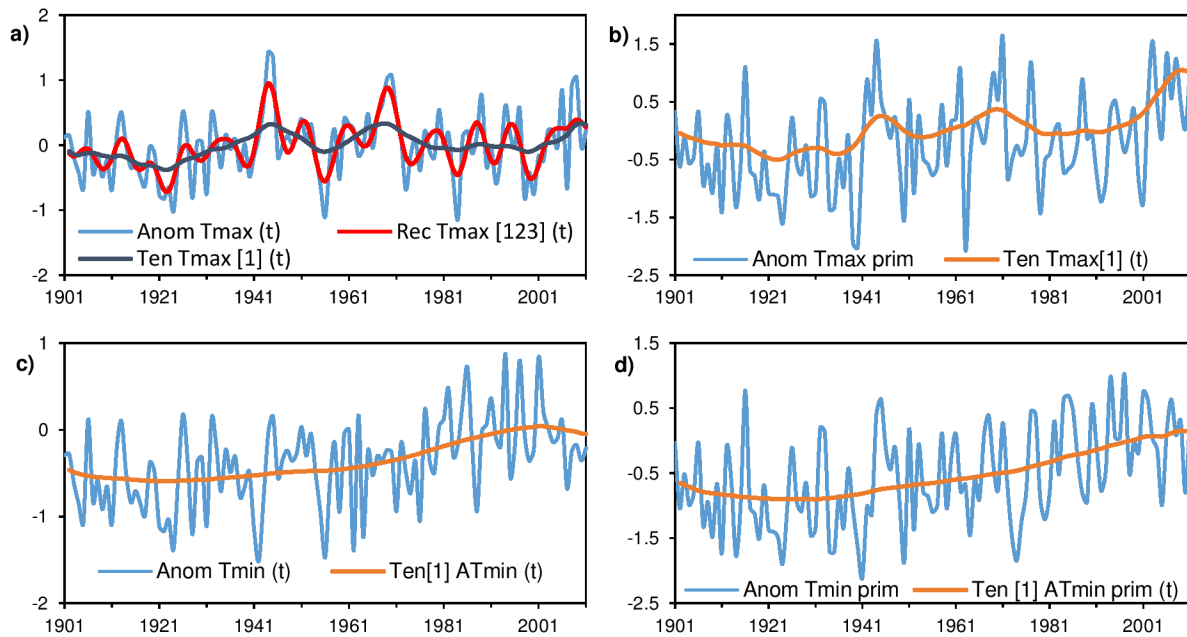 a)
2
1
0
-1
-2
Anom Tmax (t)
Rec Tmax [123] (t)
Ten Tmax [1] (t)
1901 1921 1941 1961 1981 2001
b)
1.5
0.5
-0.5
-1.5
-2.5
Anom Tmax prim
Ten Tmax[1] (t)
1901 1921 1941 1961 1981 2001
c)
1
0
-1
-2
Anom Tmin (t)
Ten[1] ATmin (t)
1901 1921 1941 1961 1981 2001
d)
1.5
0.5
-0.5
-1.5
-2.5
Anom Tmin prim
Ten [1] ATmin prim (t)
1901 1921 1941 1961 1981 2001